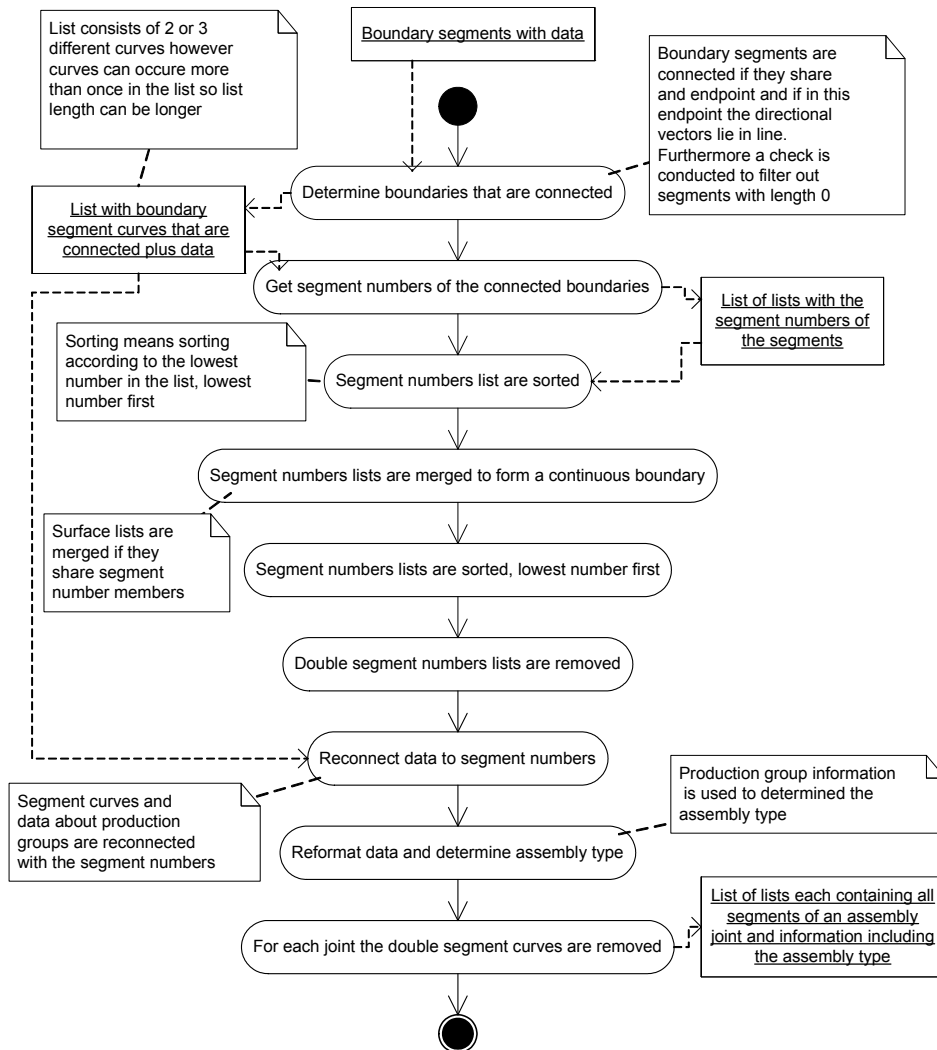 List consists of 2 or 3
different curves however
curves can occure more
than once in the list so list
length can be longer
Boundary segments with data
Boundary segments are
connected if they share
and endpoint and if in this
endpoint the directional
vectors lie in line.
Furthermore a check is
conducted to filter out
segments with length 0
Determine boundaries that are connected
List with boundary
segment curves that are
connected plus data
Get segment numbers of the connected boundaries
List of lists with the
segment numbers of
the segments
Sorting means sorting
according to the lowest
number in the list, lowest
number first
Segment numbers list are sorted
Segment numbers lists are merged to form a continuous boundary
Surface lists are
merged if they
share segment
number members
Segment numbers lists are sorted, lowest number first
Double segment numbers lists are removed
Reconnect data to segment numbers
Production group information
is used to determined the
assembly type
Segment curves and
data about production
groups are reconnected
with the segment numbers
Reformat data and determine assembly type
List of lists each containing all
segments of an assembly
joint and information including
the assembly type
For each joint the double segment curves are removed